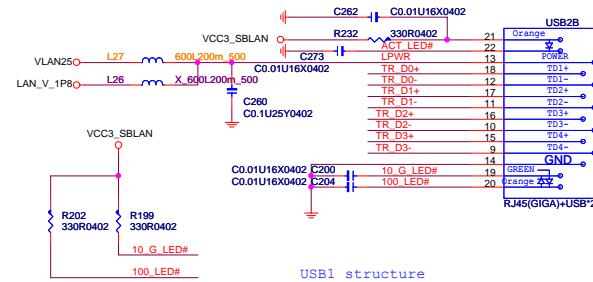 C262 C0.01U16X0402
USB2B
VCC3_SBLAN R232 330R0402 21 Orange
ACT_LED# 22
VLAN25 L27 600L200m_500 C273 LPWR 13 POWER
C0.01U16X0402 TR_D0+ 18 TD1+
LAN_V_1P8 L26 X_600L200m_500 TR_D0- 12 TD1-
TR_D1+ 17 TD2+
C260 TR_D1- 11 TD2-
C0.1U25Y0402 TR_D2+ 16 TD3+
TR_D2- 10 TD3-
VCC3_SBLAN TR_D3+ 15 TD4+
TR_D3- 9 TD4-
14 GND
C0.01U16X0402 C200 10_G_LED# 19 GREEN
C0.01U16X0402 C204 100_LED# 20 Orange
RJ45(GIGA)+USB*2
R202 R199
330R0402 330R0402
10_G_LED#
100_LED#
USB1 structure